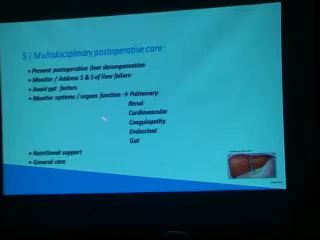 5 ) Multidisciplinary postoperative care :
• Prevent postoperative liver decompensation
• Monitor / Address S & S of liver failure
• Avoid ppt factors
• Monitor systems / organs function → Pulmonary
Renal
Cardiovascular
Coagulopathy
Endocrinal
Gut
• Nutritional support
• General care